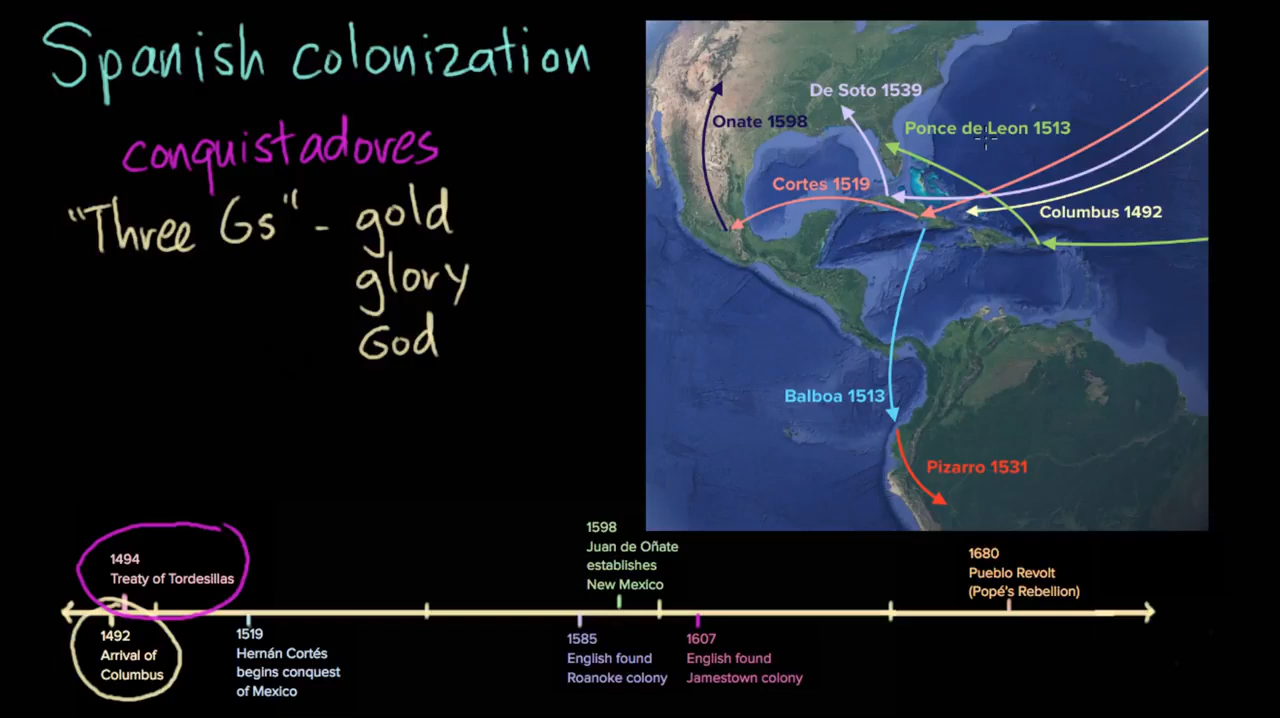 Spanish colonization
conquistadores
"Three Gs" - gold
glory
God
De Soto 1539
Onate 1598
Ponce de Leon 1513
Cortes 1519
Columbus 1492
Balboa 1513
Pizarro 1531
1494
Treaty of Tordesillas
1598
Juan de Oñate
establishes
New Mexico
1680
Pueblo Revolt
(Popé's Rebellion)
1492
Arrival of
Columbus
1519
Hernán Cortés
begins conquest
of Mexico
1585
English found
Roanoke colony
1607
English found
Jamestown colony